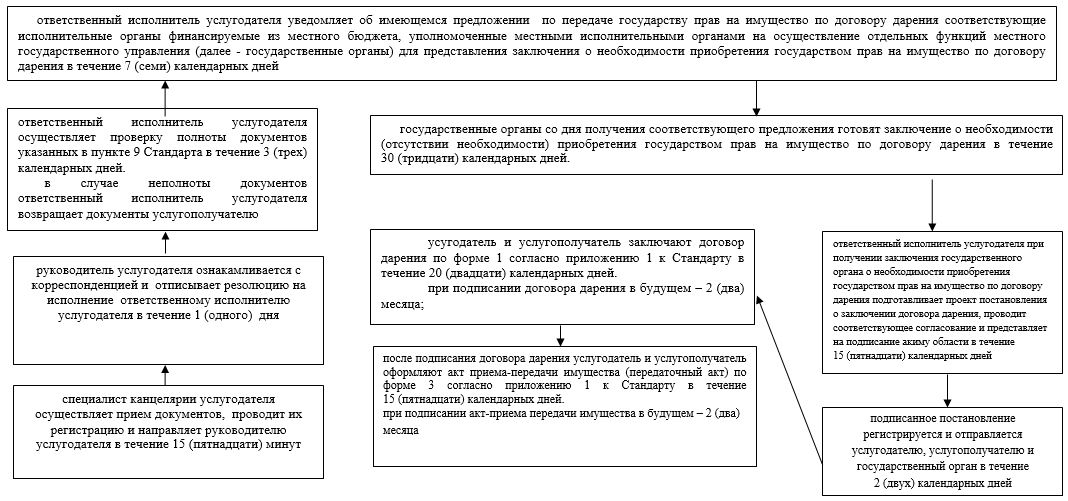 ответственный исполнитель услугодателя уведомляет об имеющемся предложении по передаче государству прав на имущество по договору дарения соответствующие
исполнительные органы финансируемые из местного бюджета, уполномоченные местными исполнительными органами на осуществление отдельных функций местного
государственного управления (далее - государственные органы) для представления заключения о необходимости приобретения государством прав на имущество по договору
дарения в течение 7 (семи) календарных дней
ответственный исполнитель услугодателя
осуществляет проверку полноты документов
указанных в пункте 9 Стандарта в течение 3 (трех)
календарных дней.
в случае неполноты документов
ответственный исполнитель услугодателя
возвращает документы услугополучателю
руководитель услугодателя ознакамливается с
корреспонденцией и отписывает резолюцию на
исполнение ответственному исполнителю
услугодателя в течение 1 (одного) дня
специалист канцелярии услугодателя
осуществляет прием документов, проводит их
регистрацию и направляет руководителю
услугодателя в течение 15 (пятнадцати) минут
государственные органы со дня получения соответствующего предложения готовят заключение о необходимости
(отсутствии необходимости) приобретения государством прав на имущество по договору дарения в течение
30 (тридцати) календарных дней.
усугодатель и услугополучатель заключают договор
дарения по форме 1 согласно приложению 1 к Стандарту в
течение 20 (двадцати) календарных дней.
при подписании договора дарения в будущем – 2 (два)
месяца;
после подписания договора дарения услугодатель и услугополучатель
оформляют акт приема-передачи имущества (передаточный акт) по
форме 3 согласно приложению 1 к Стандарту в течение
15 (пятнадцати) календарных дней.
при подписании акт-приема передачи имущества в будущем – 2 (два)
месяца
ответственный исполнитель услугодателя при
получении заключения государственного
органа о необходимости приобретения
государством прав на имущество по договору
дарения подготавливает проект постановления
о заключении договора дарения, проводит
соответствующее согласование и представляет
на подписание акиму области в течение
15 (пятнадцати) календарных дней
подписанное постановление
регистрируется и отправляется
услугодателю, услугополучателю и
государственный орган в течение
2 (двух) календарных дней